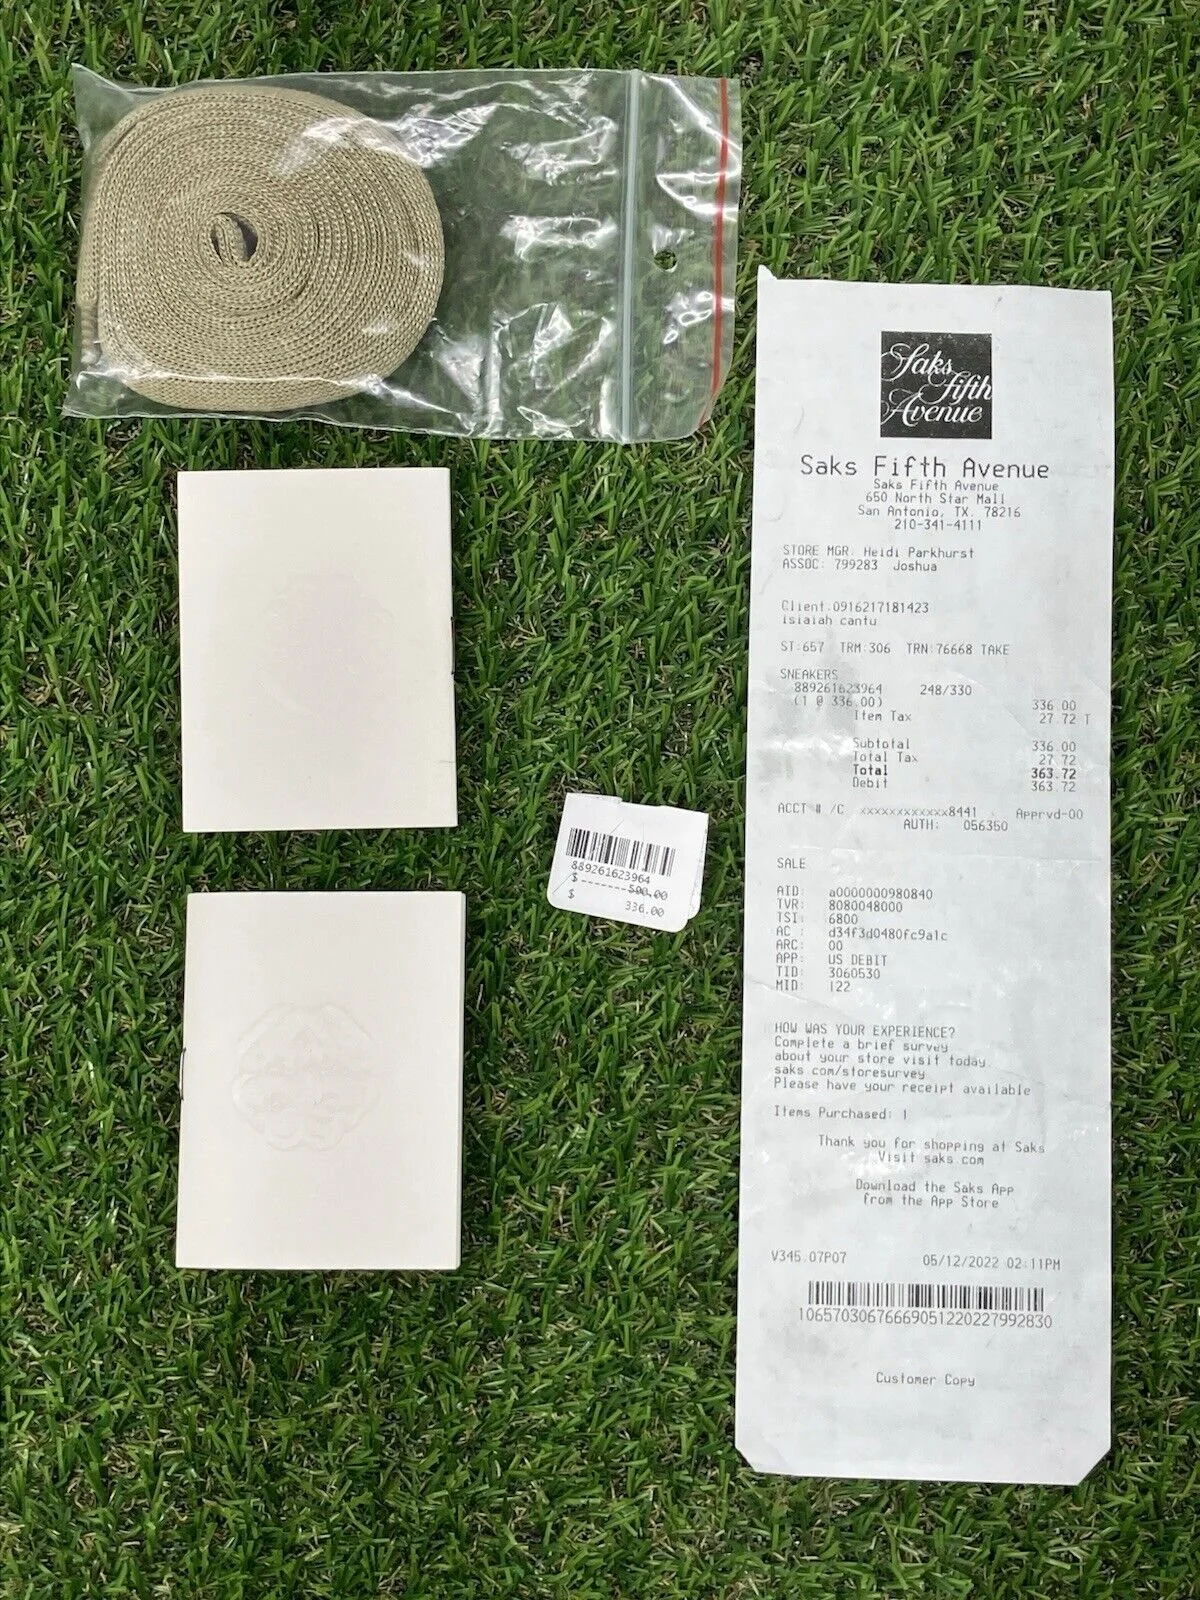 Saks
Fifth
Avenue
Saks Fifth Avenue
Saks Fifth Avenue
650 North Star Mall
San Antonio, TX. 78216
210-341-4111
STORE MGR: Heidi Parkhurst
ASSOC: 799283 Joshua
Client:0916217181423
isiaiah cantu
ST:657 TRM:306 TRN:76668 TAKE
SNEAKERS
889261623964 248/330
(1 @ 336.00) 336.00
Item Tax 27.72 T
Subtotal 336.00
Total Tax 27.72
Total 363.72
Debit 363.72
ACCT # /C xxxxxxxxxxxx8441 Apprvd-00
AUTH: 056350
SALE
AID: a0000000980840
TVR: 8080048000
TSI: 6800
AC : d34f3d0480fc9a1c
ARC: 00
APP: US DEBIT
TID: 3060530
MID: 122
HOW WAS YOUR EXPERIENCE?
Complete a brief survey
about your store visit today.
saks.com/storesurvey
Please have your receipt available
Items Purchased: 1
Thank you for shopping at Saks
Visit saks.com
Download the Saks App
from the App Store
V345.07P07 05/12/2022 02:11PM
1065703067666905122022799283​0
Customer Copy
889261623964
$ -------500.00
$ 336.00